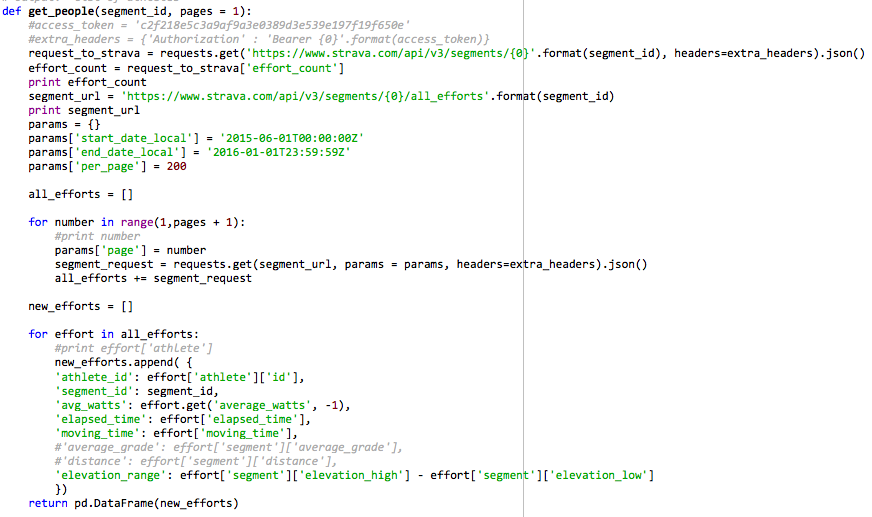 def get_people(segment_id, pages = 1):
#access_token = 'c2f218e5c3a9af9a3e0389d3e539e197f19f650e'
#extra_headers = {'Authorization' : 'Bearer {0}'.format(access_token)}
request_to_strava = requests.get('https://www.strava.com/api/v3/segments/{0}'.format(segment_id), headers=extra_headers).json()
effort_count = request_to_strava['effort_count']
print effort_count
segment_url = 'https://www.strava.com/api/v3/segments/{0}/all_efforts'.format(segment_id)
print segment_url
params = {}
params['start_date_local'] = '2015-06-01T00:00:00Z'
params['end_date_local'] = '2016-01-01T23:59:59Z'
params['per_page'] = 200
all_efforts = []
for number in range(1,pages + 1):
#print number
params['page'] = number
segment_request = requests.get(segment_url, params = params, headers=extra_headers).json()
all_efforts += segment_request
new_efforts = []
for effort in all_efforts:
#print effort['athlete']
new_efforts.append( {
'athlete_id': effort['athlete']['id'],
'segment_id': segment_id,
'avg_watts': effort.get('average_watts', -1),
'elapsed_time': effort['elapsed_time'],
'moving_time': effort['moving_time'],
#'average_grade': effort['segment']['average_grade'],
#'distance': effort['segment']['distance'],
'elevation_range': effort['segment']['elevation_high'] - effort['segment']['elevation_low']
})
return pd.DataFrame(new_efforts)